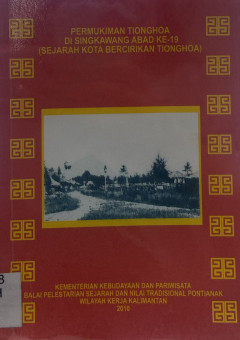 PERMUKIMAN TIONGHOA
DI SINGKAWANG ABAD KE-19
(SEJARAH KOTA BERCIRIKAN TIONGHOA)
KEMENTERIAN KEBUDAYAAN DAN PARIWISATA
BALAI PELESTARIAN SEJARAH DAN NILAI TRADISIONAL PONTIANAK
WILAYAH KERJA KALIMANTAN
2010